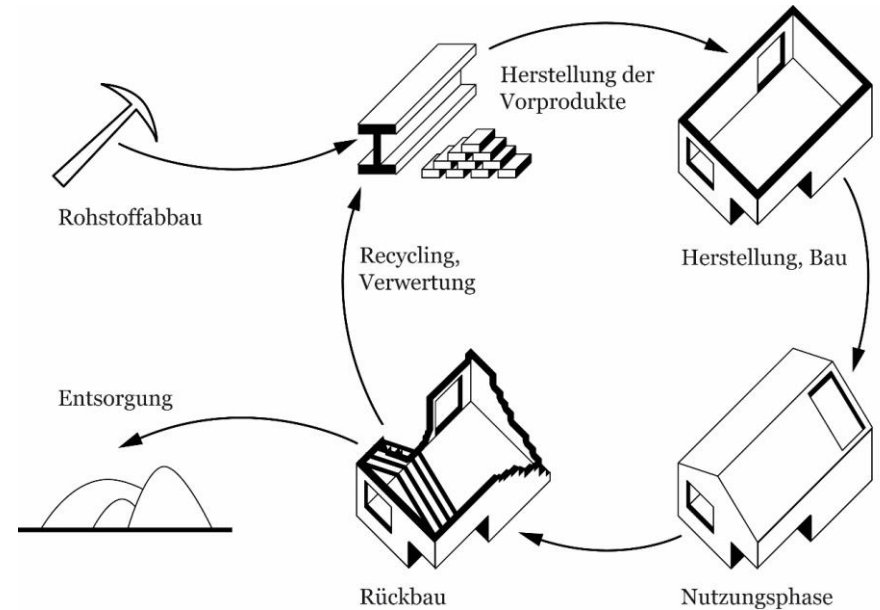 Herstellung der
Vorprodukte
Rohstoffabbau
Recycling,
Verwertung
Herstellung, Bau
Entsorgung
Rückbau
Nutzungsphase